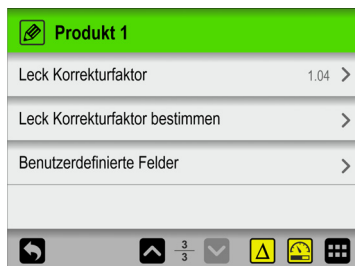 Produkt 1
Leck Korrekturfaktor 1.04
Leck Korrekturfaktor bestimmen
Benutzerdefinierte Felder
3
3
Δ